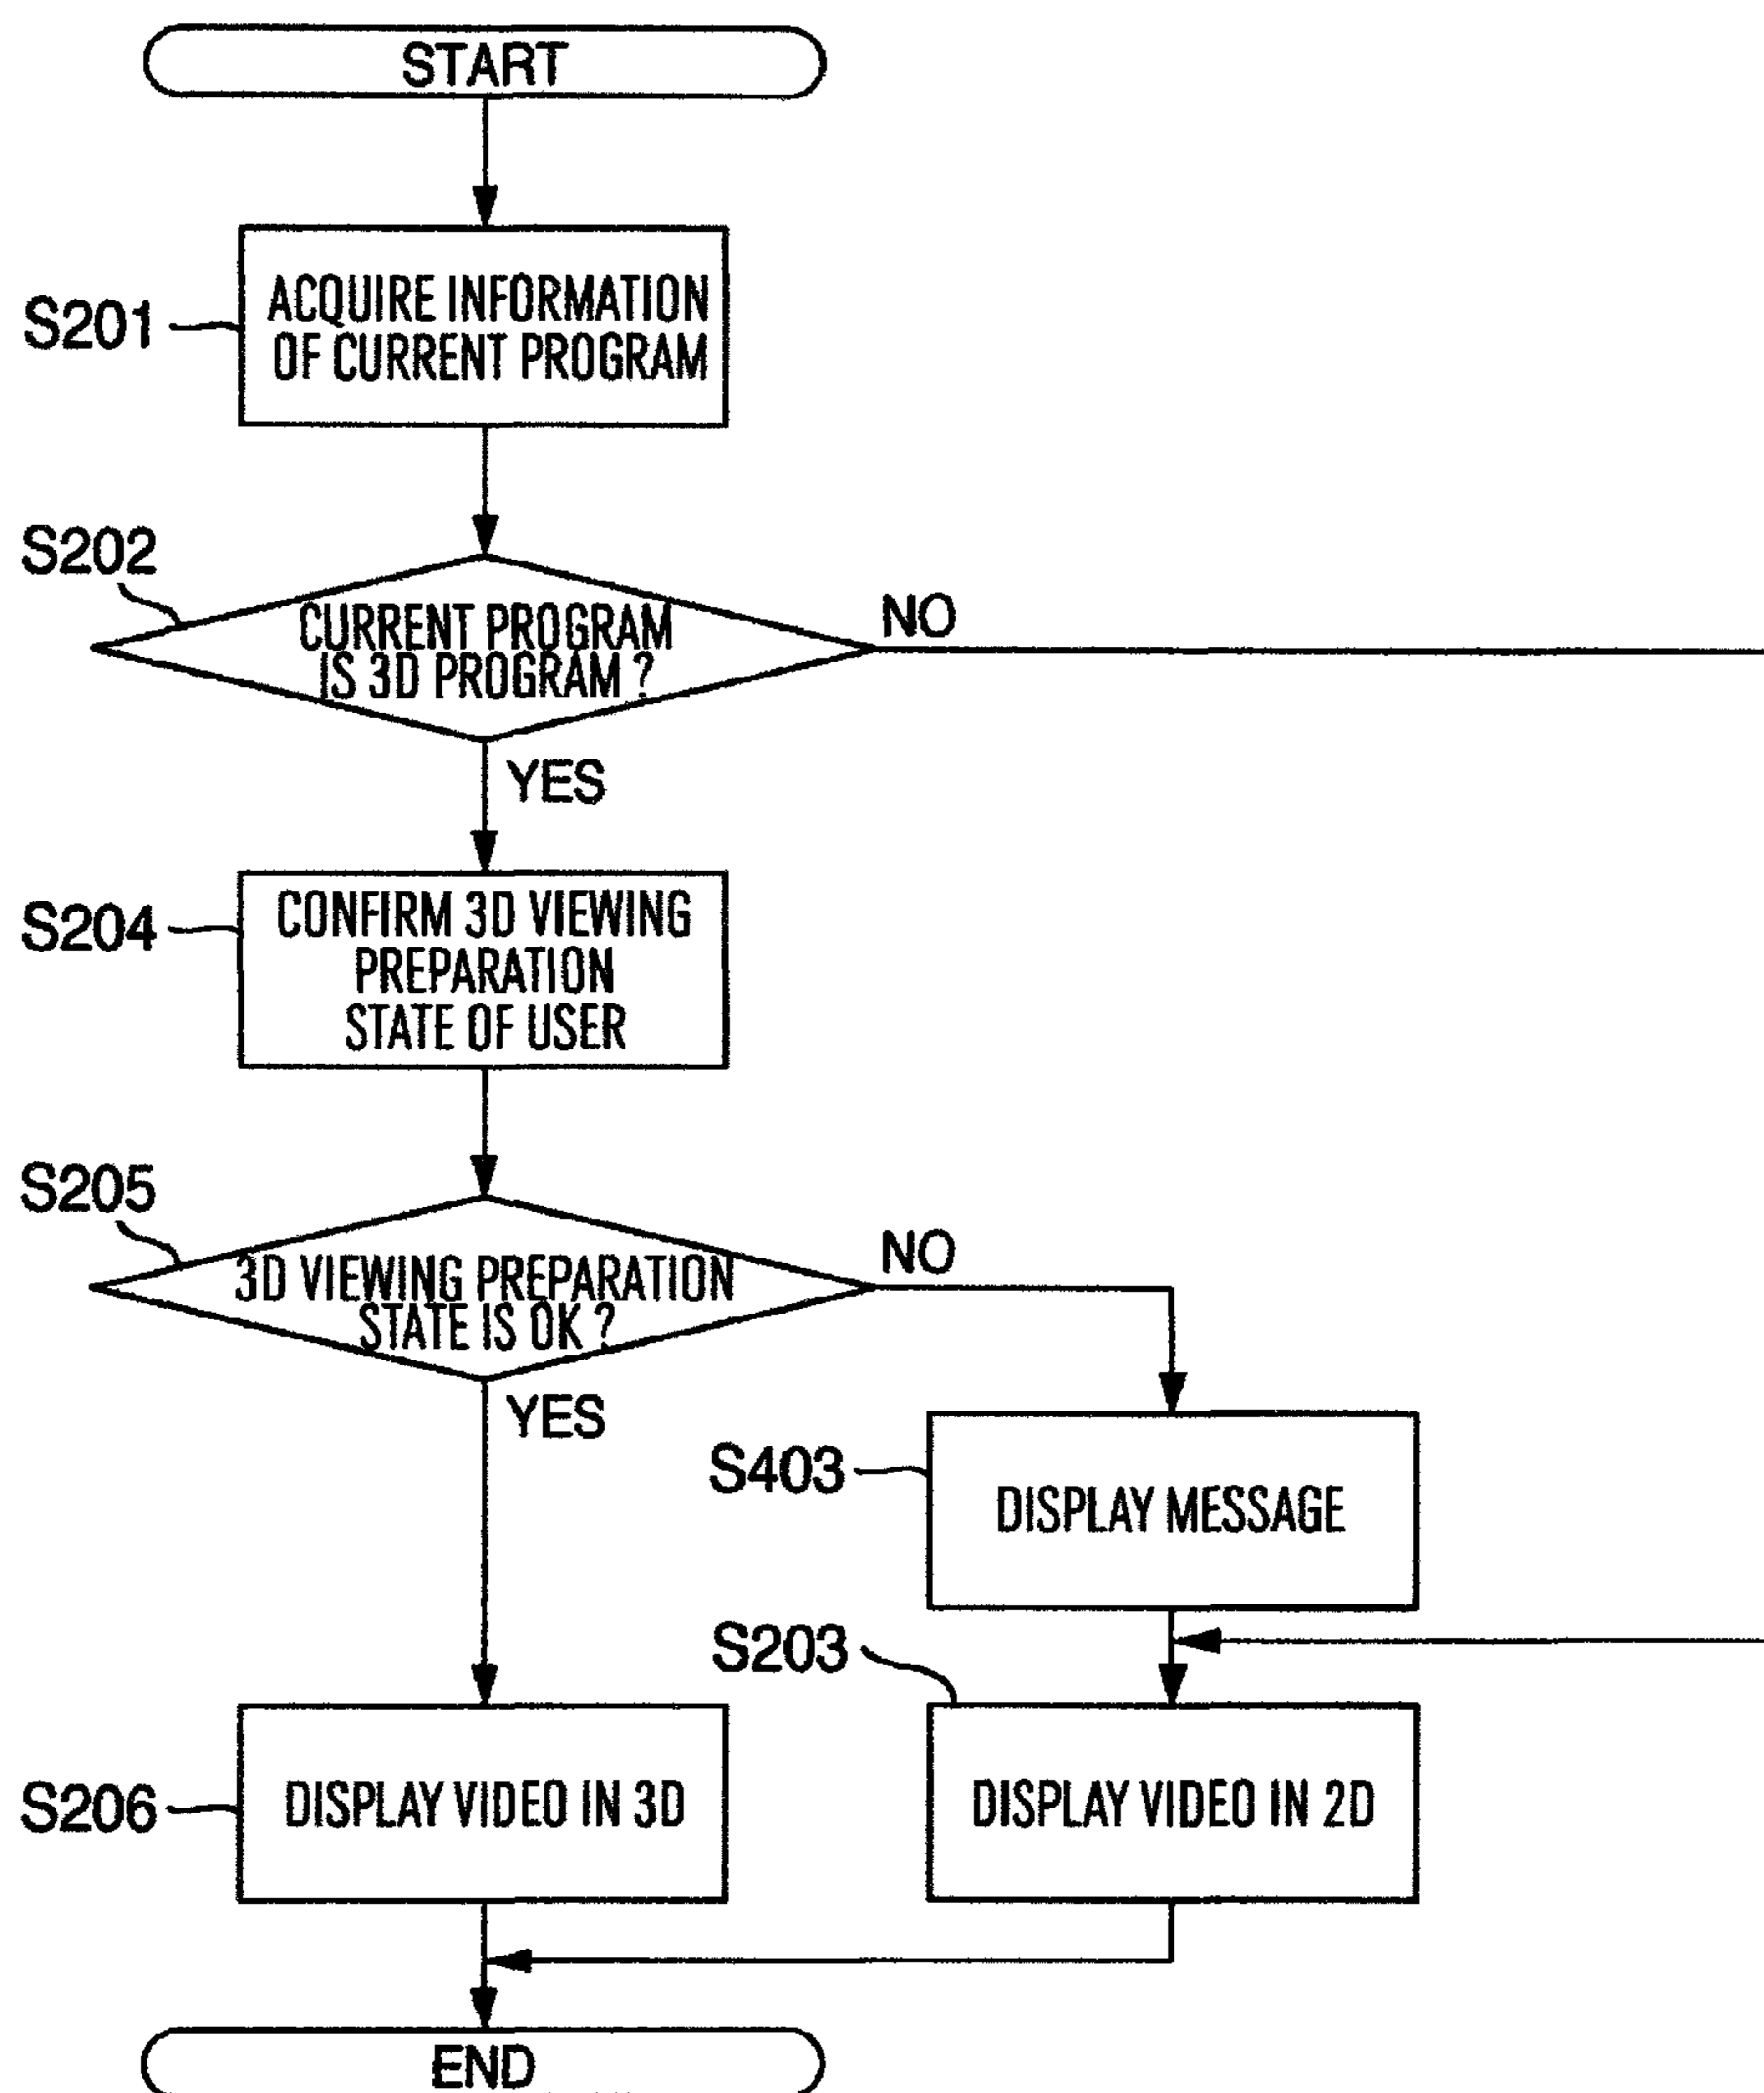 START
S201
ACQUIRE INFORMATION
OF CURRENT PROGRAM
S202
CURRENT PROGRAM
IS 3D PROGRAM ?
NO
YES
S204
CONFIRM 3D VIEWING
PREPARATION
STATE OF USER
S205
3D VIEWING PREPARATION
STATE IS OK ?
NO
YES
S403
DISPLAY MESSAGE
S203
S206
DISPLAY VIDEO IN 3D
DISPLAY VIDEO IN 2D
END